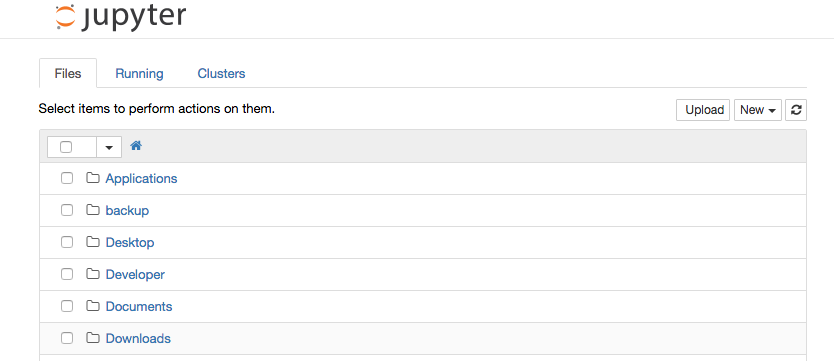 jupyter
Files Running Clusters
Select items to perform actions on them.
Upload New
Applications
backup
Desktop
Developer
Documents
Downloads